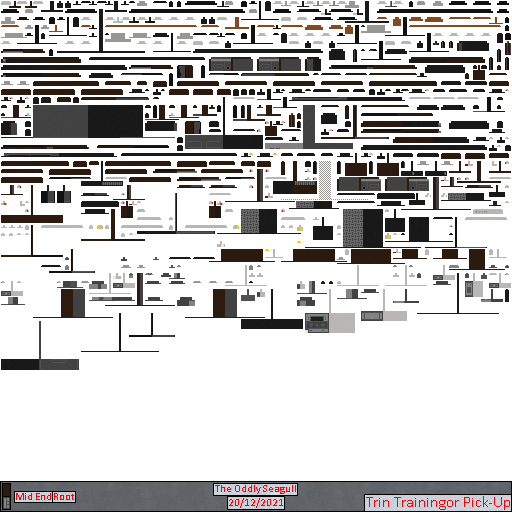 The Oddly Seagull
Mid End Root
20/12/2021
Trin Trainingor Pick-Up